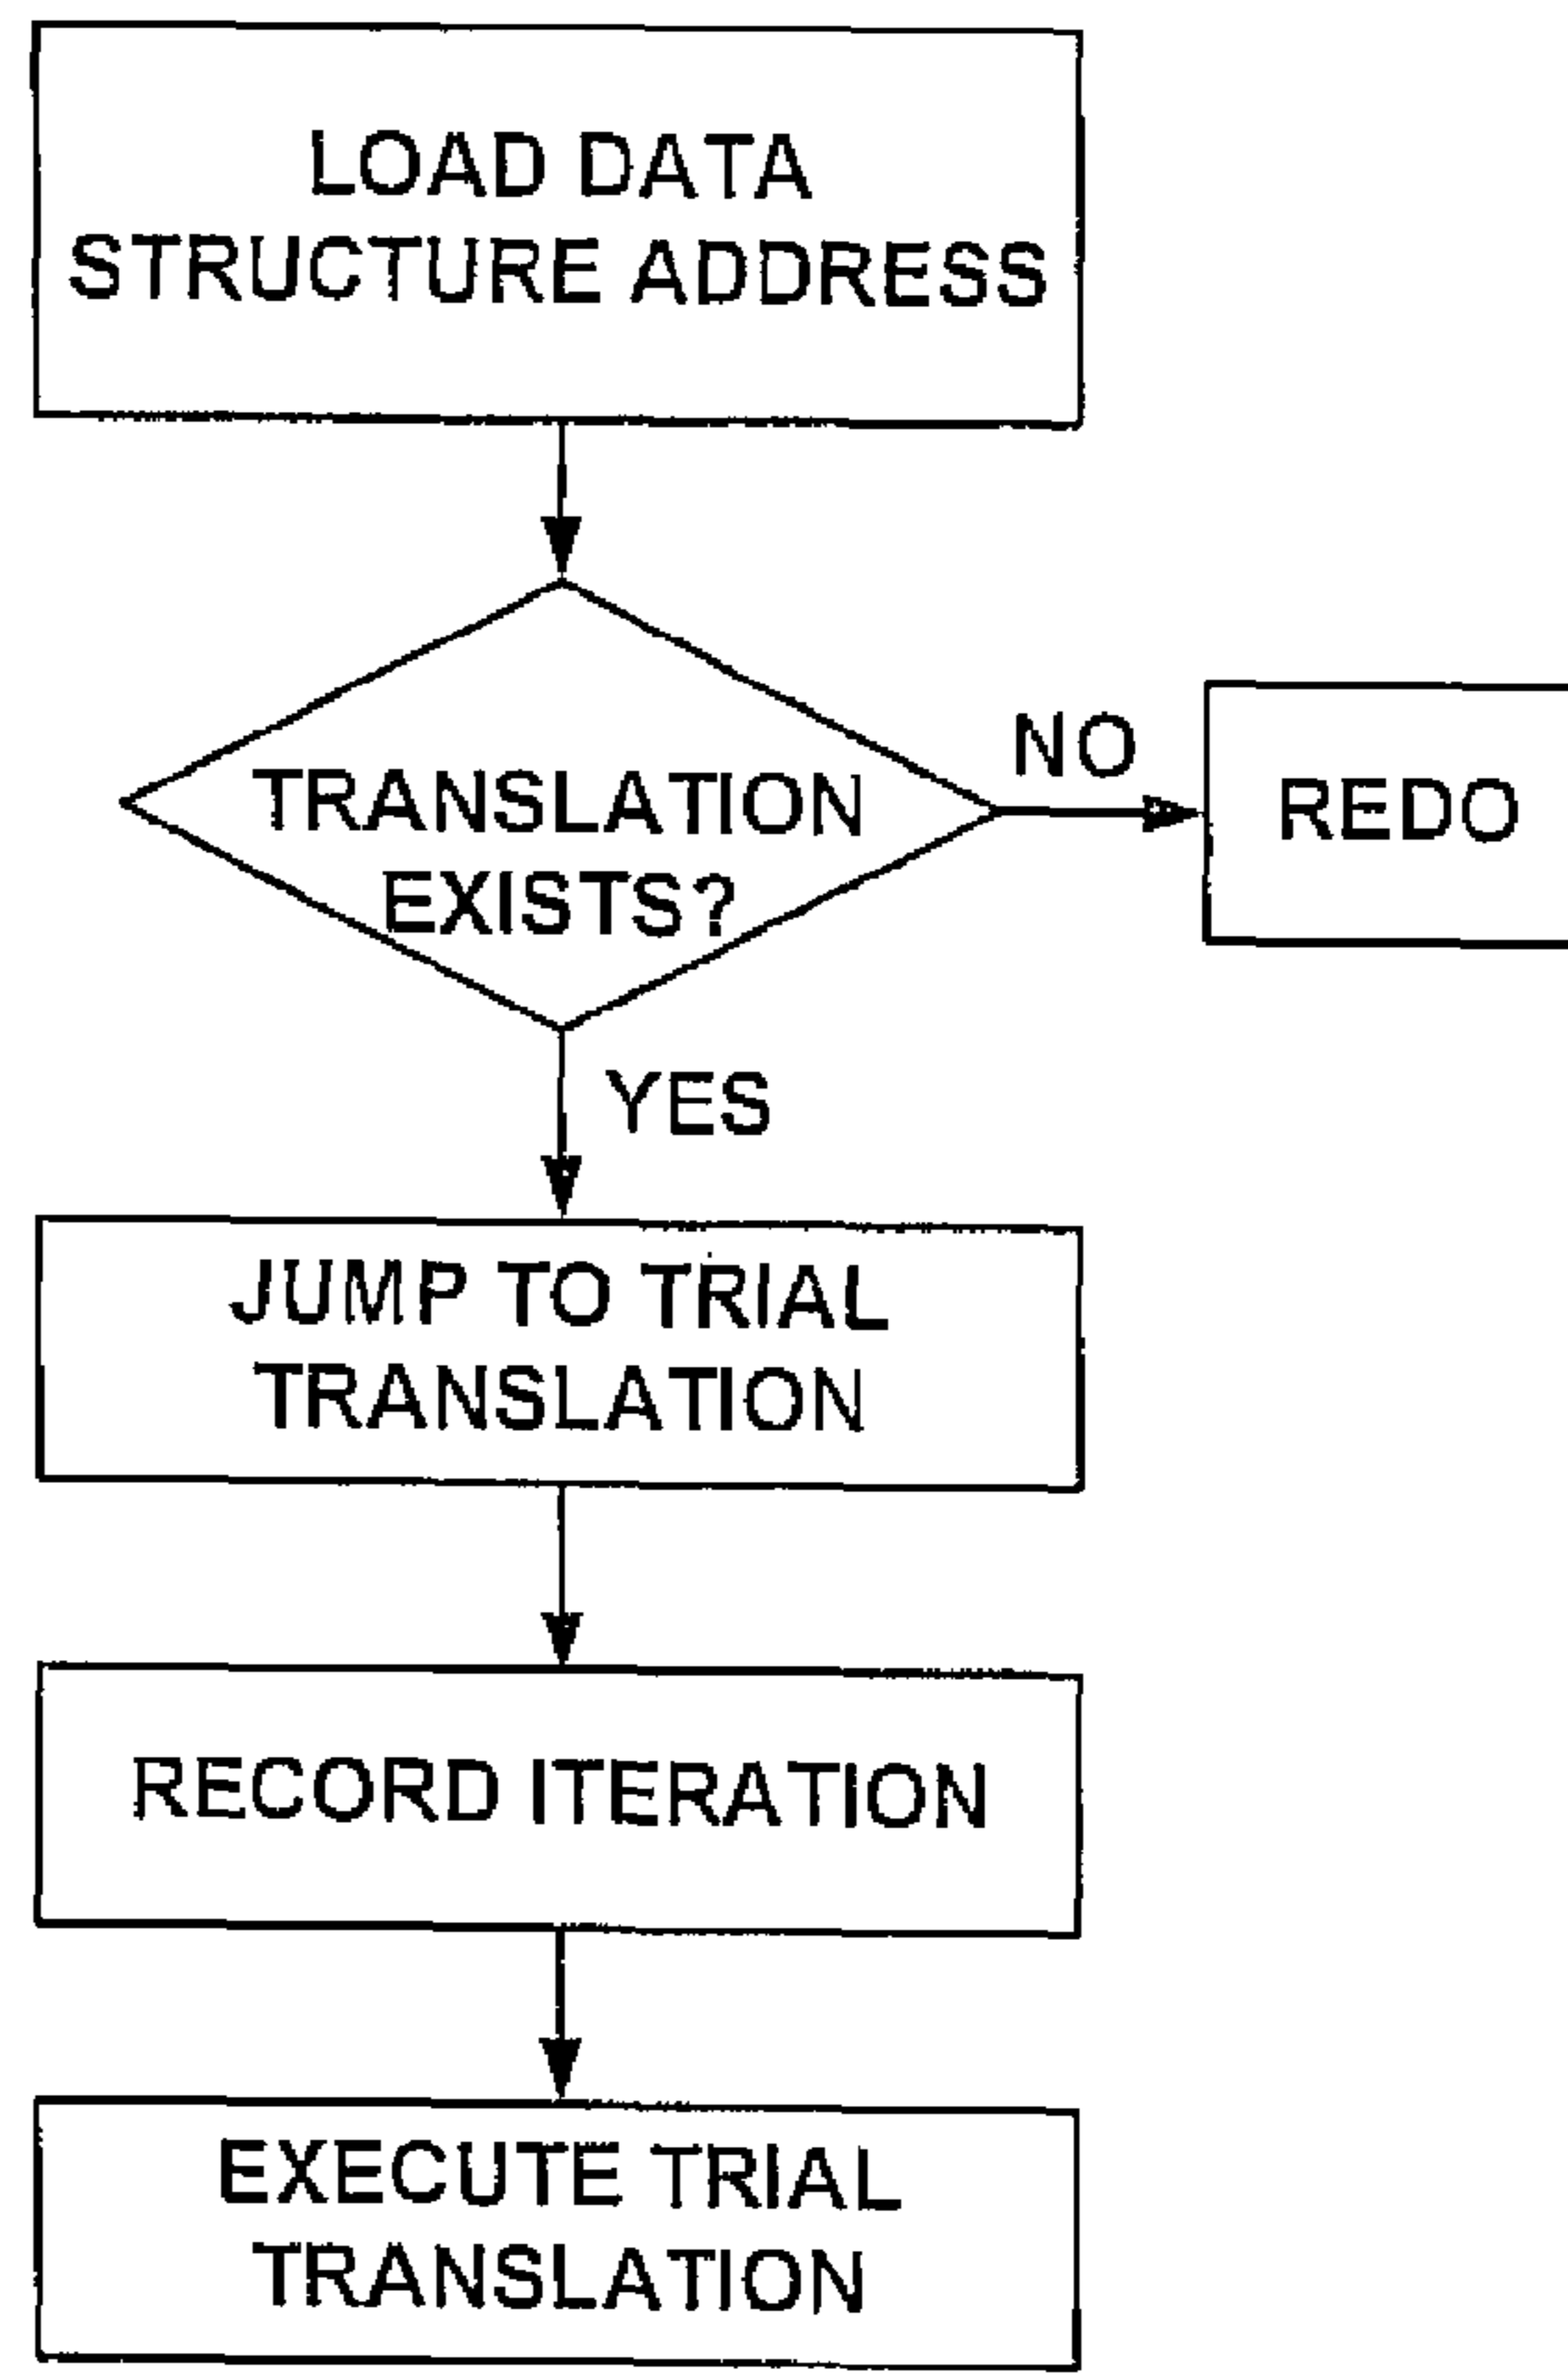 LOAD DATA
STRUCTURE ADDRESS
TRANSLATION
EXISTS?
NO
REDO
YES
JUMP TO TRIAL
TRANSLATION
RECORD ITERATION
EXECUTE TRIAL
TRANSLATION